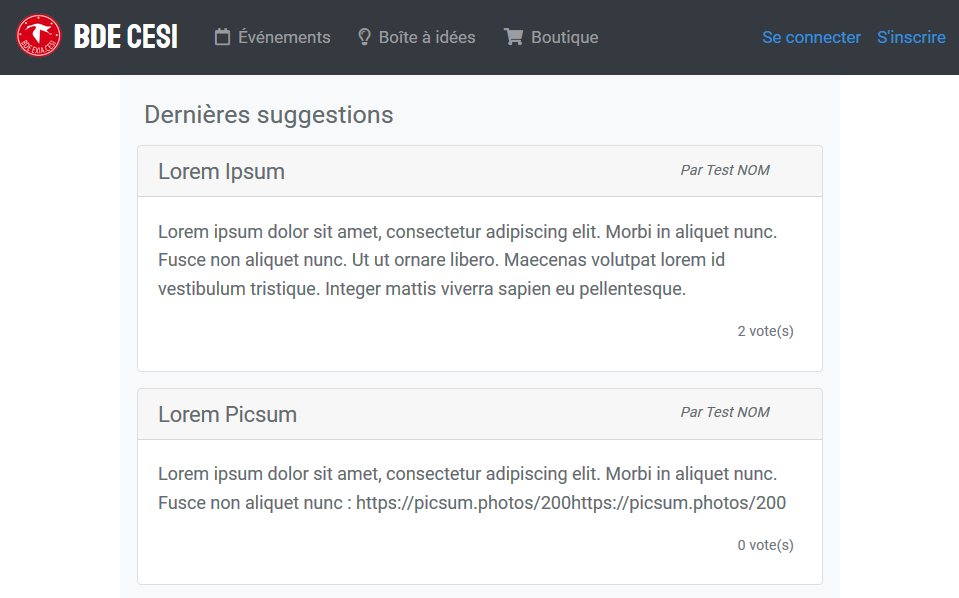 BDE EXIA.CESI
BDE CESI
Événements
Boîte à idées
Boutique
Se connecter
S'inscrire
Dernières suggestions
Lorem Ipsum
Par Test NOM
Lorem ipsum dolor sit amet, consectetur adipiscing elit. Morbi in aliquet nunc.
Fusce non aliquet nunc. Ut ut ornare libero. Maecenas volutpat lorem id
vestibulum tristique. Integer mattis viverra sapien eu pellentesque.
2 vote(s)
Lorem Picsum
Par Test NOM
Lorem ipsum dolor sit amet, consectetur adipiscing elit. Morbi in aliquet nunc.
Fusce non aliquet nunc : https://picsum.photos/200https://picsum.photos/200
0 vote(s)